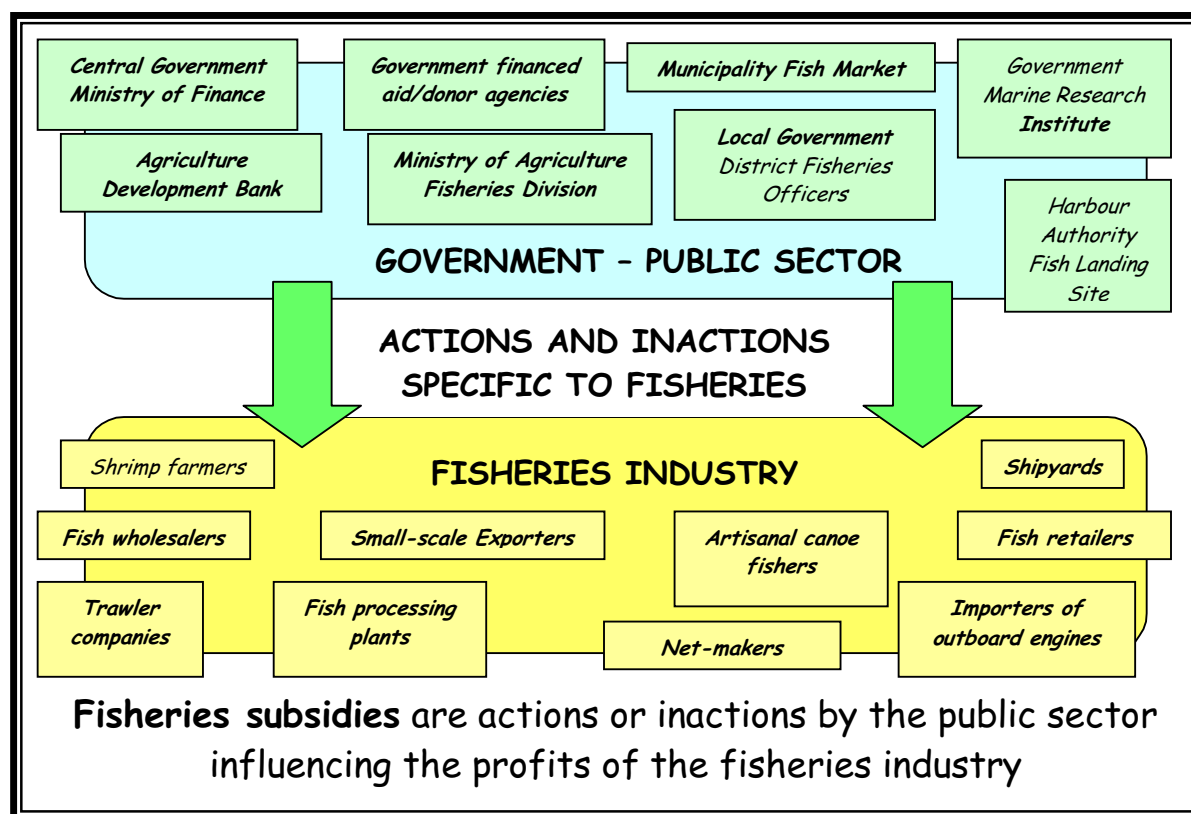 Central Government
Ministry of Finance
Government financed
aid/donor agencies
Municipality Fish Market
Government
Marine Research
Institute
Agriculture
Development Bank
Ministry of Agriculture
Fisheries Division
Local Government
District Fisheries
Officers
Harbour
Authority
Fish Landing
Site
GOVERNMENT – PUBLIC SECTOR
ACTIONS AND INACTIONS
SPECIFIC TO FISHERIES
Shrimp farmers
FISHERIES INDUSTRY
Shipyards
Fish wholesalers
Small-scale Exporters
Artisanal canoe
fishers
Fish retailers
Trawler
companies
Fish processing
plants
Net-makers
Importers of
outboard engines
Fisheries subsidies are actions or inactions by the public sector
influencing the profits of the fisheries industry